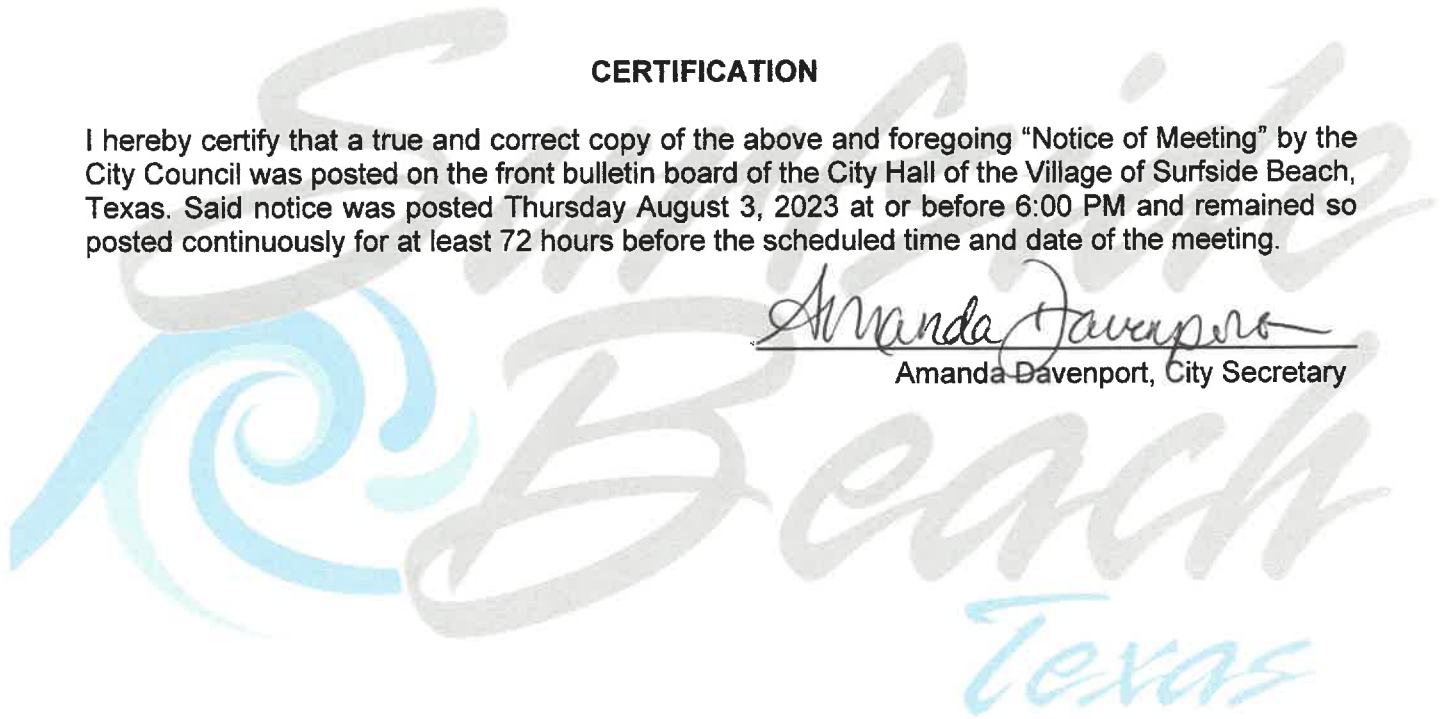 CERTIFICATION
I hereby certify that a true and correct copy of the above and foregoing “Notice of Meeting” by the
City Council was posted on the front bulletin board of the City Hall of the Village of Surfside Beach,
Texas. Said notice was posted Thursday August 3, 2023 at or before 6:00 PM and remained so
posted continuously for at least 72 hours before the scheduled time and date of the meeting.
Amanda Davenport
Amanda Davenport, City Secretary
Surfside
Beach
Texas